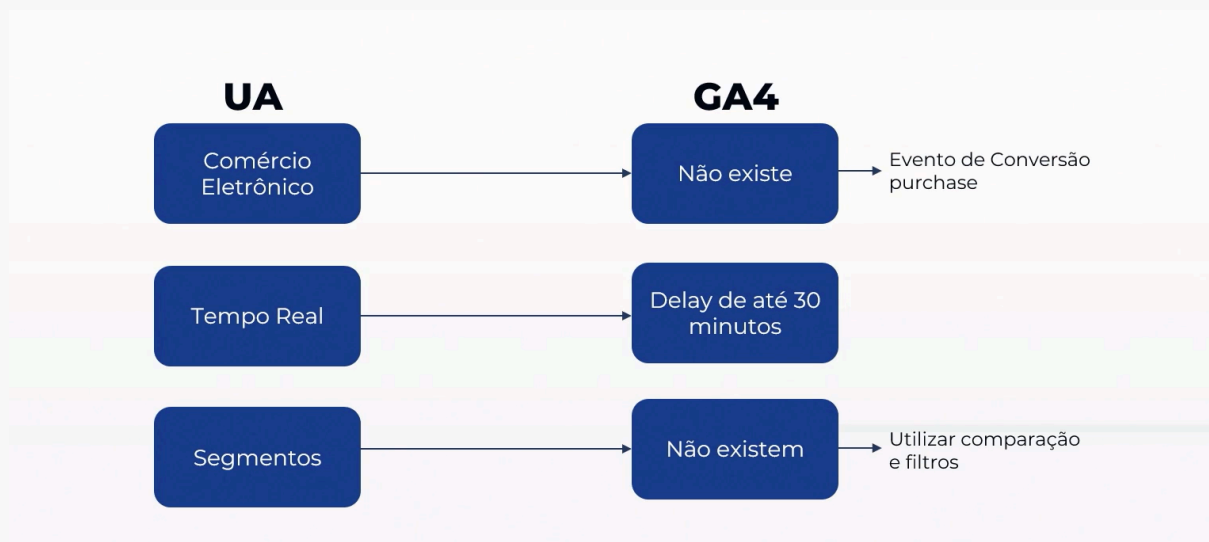 UA
GA4
Comércio
Eletrônico
Não existe
Evento de Conversão
purchase
Tempo Real
Delay de até 30
minutos
Segmentos
Não existem
Utilizar comparação
e filtros